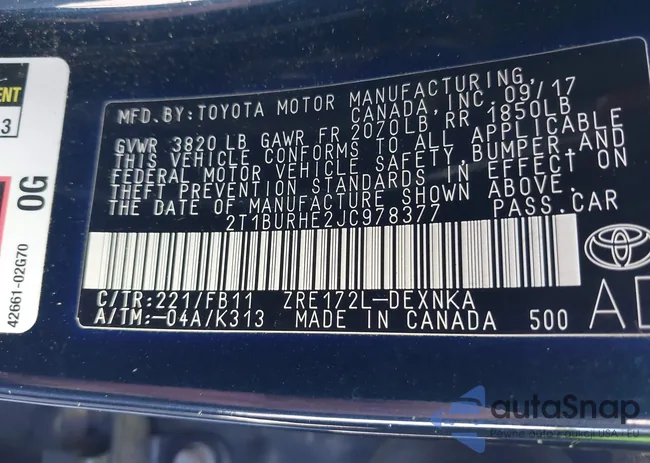 ENT
3
0G
42661-02G70
MFD. BY: TOYOTA MOTOR MANUFACTURING,
CANADA, INC. 09/17
GVWR 3820 LB GAWR FR 2070LB, RR 1850LB
THIS VEHICLE CONFORMS TO ALL APPLICABLE
FEDERAL MOTOR VEHICLE SAFETY, BUMPER AND
THEFT PREVENTION STANDARDS IN EFFECT ON
THE DATE OF MANUFACTURE SHOWN ABOVE.
2T1BURHE2JC978377 PASS. CAR
C/TR: 221/FB11 ZRE172L-DEXNKA
A/TM: -04A/K313 MADE IN CANADA 500
autoSnap